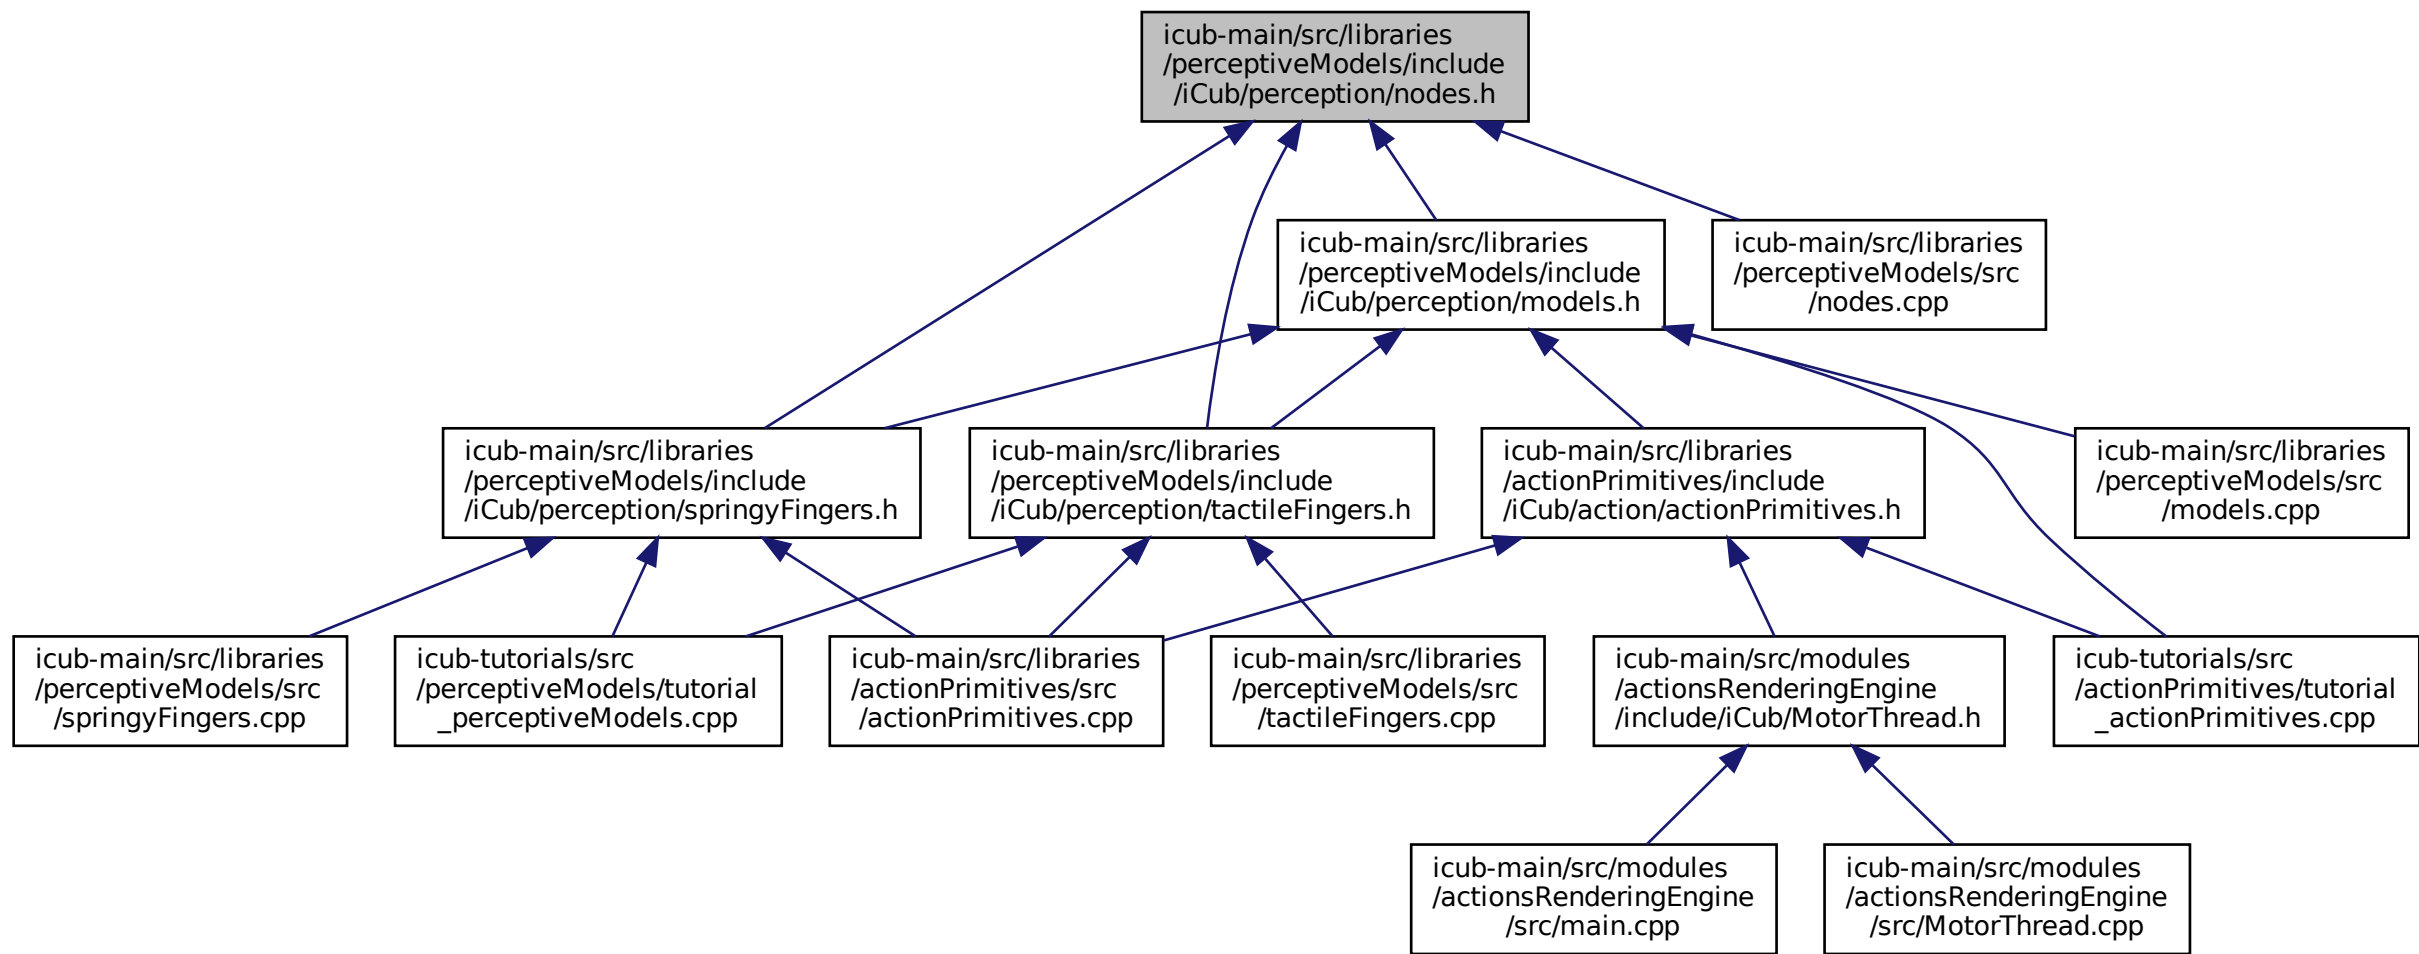 icub-main/src/libraries
/perceptiveModels/include
/iCub/perception/nodes.h
icub-main/src/libraries
/perceptiveModels/include
/iCub/perception/models.h
icub-main/src/libraries
/perceptiveModels/src
/nodes.cpp
icub-main/src/libraries
/perceptiveModels/include
/iCub/perception/springyFingers.h
icub-main/src/libraries
/perceptiveModels/include
/iCub/perception/tactileFingers.h
icub-main/src/libraries
/actionPrimitives/include
/iCub/action/actionPrimitives.h
icub-main/src/libraries
/perceptiveModels/src
/models.cpp
icub-main/src/libraries
/perceptiveModels/src
/springyFingers.cpp
icub-tutorials/src
/perceptiveModels/tutorial
_perceptiveModels.cpp
icub-main/src/libraries
/actionPrimitives/src
/actionPrimitives.cpp
icub-main/src/libraries
/perceptiveModels/src
/tactileFingers.cpp
icub-main/src/modules
/actionsRenderingEngine
/include/iCub/MotorThread.h
icub-tutorials/src
/actionPrimitives/tutorial
_actionPrimitives.cpp
icub-main/src/modules
/actionsRenderingEngine
/src/main.cpp
icub-main/src/modules
/actionsRenderingEngine
/src/MotorThread.cpp